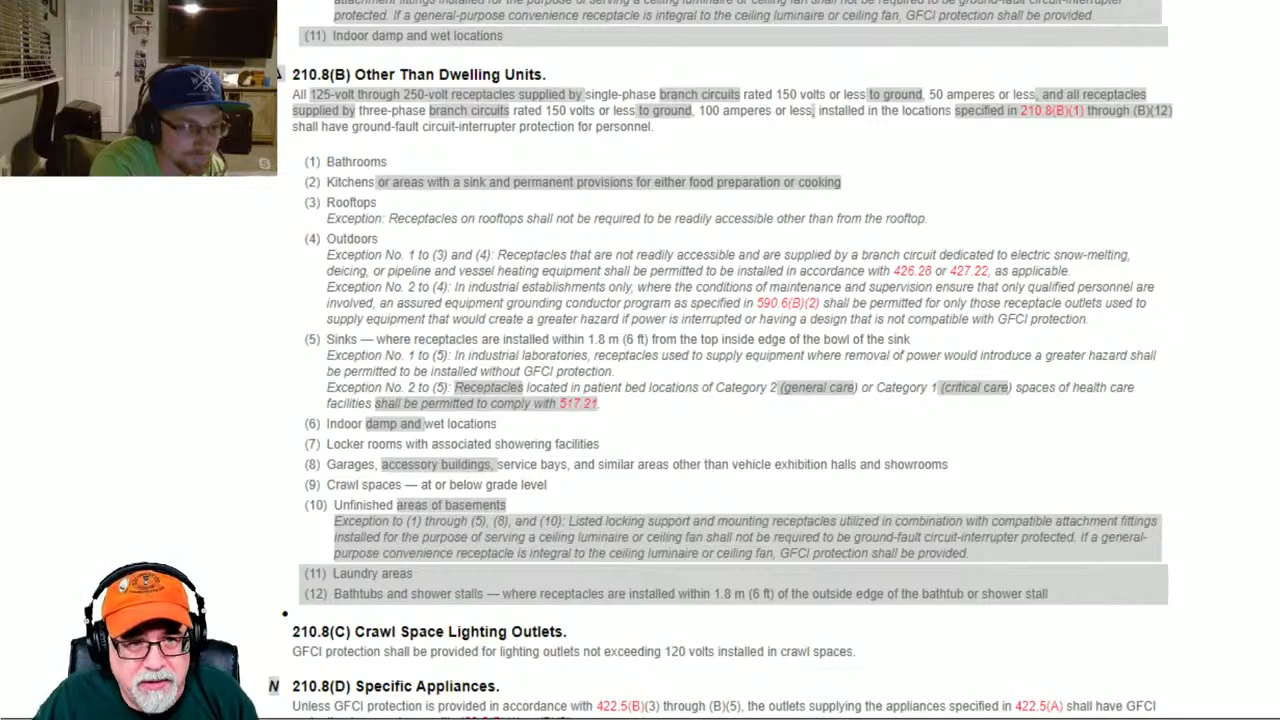 attachment fittings installed for the purpose of serving a ceiling luminaire or ceiling fan shall not be required to be ground-fault circuit-interrupter
protected. If a general-purpose convenience receptacle is integral to the ceiling luminaire or ceiling fan, GFCI protection shall be provided.
(11) Indoor damp and wet locations
210.8(B) Other Than Dwelling Units.
All 125-volt through 250-volt receptacles supplied by single-phase branch circuits rated 150 volts or less to ground, 50 amperes or less, and all receptacles
supplied by three-phase branch circuits rated 150 volts or less to ground, 100 amperes or less, installed in the locations specified in 210.8(B)(1) through (B)(12)
shall have ground-fault circuit-interrupter protection for personnel.
(1) Bathrooms
(2) Kitchens or areas with a sink and permanent provisions for either food preparation or cooking
(3) Rooftops
Exception: Receptacles on rooftops shall not be required to be readily accessible other than from the rooftop.
(4) Outdoors
Exception No. 1 to (3) and (4): Receptacles that are not readily accessible and are supplied by a branch circuit dedicated to electric snow-melting,
deicing, or pipeline and vessel heating equipment shall be permitted to be installed in accordance with 426.28 or 427.22, as applicable.
Exception No. 2 to (4): In industrial establishments only, where the conditions of maintenance and supervision ensure that only qualified personnel are
involved, an assured equipment grounding conductor program as specified in 590.6(B)(2) shall be permitted for only those receptacle outlets used to
supply equipment that would create a greater hazard if power is interrupted or having a design that is not compatible with GFCI protection.
(5) Sinks — where receptacles are installed within 1.8 m (6 ft) from the top inside edge of the bowl of the sink
Exception No. 1 to (5): In industrial laboratories, receptacles used to supply equipment where removal of power would introduce a greater hazard shall
be permitted to be installed without GFCI protection.
Exception No. 2 to (5): Receptacles located in patient bed locations of Category 2 (general care) or Category 1 (critical care) spaces of health care
facilities shall be permitted to comply with 517.21.
(6) Indoor damp and wet locations
(7) Locker rooms with associated showering facilities
(8) Garages, accessory buildings, service bays, and similar areas other than vehicle exhibition halls and showrooms
(9) Crawl spaces — at or below grade level
(10) Unfinished areas of basements
Exception to (1) through (5), (8), and (10): Listed locking support and mounting receptacles utilized in combination with compatible attachment fittings
installed for the purpose of serving a ceiling luminaire or ceiling fan shall not be required to be ground-fault circuit-interrupter protected. If a general-
purpose convenience receptacle is integral to the ceiling luminaire or ceiling fan, GFCI protection shall be provided.
(11) Laundry areas
(12) Bathtubs and shower stalls — where receptacles are installed within 1.8 m (6 ft) of the outside edge of the bathtub or shower stall
210.8(C) Crawl Space Lighting Outlets.
GFCI protection shall be provided for lighting outlets not exceeding 120 volts installed in crawl spaces.
N 210.8(D) Specific Appliances.
Unless GFCI protection is provided in accordance with 422.5(B)(3) through (B)(5), the outlets supplying the appliances specified in 422.5(A) shall have GFCI